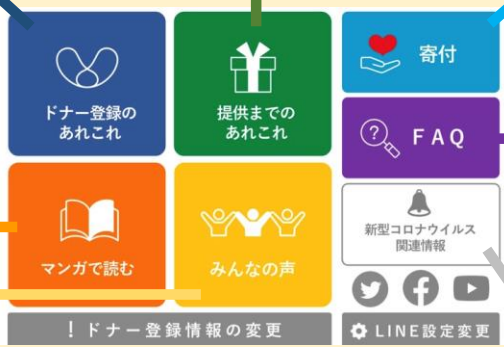 ドナー登録の
あれこれ
提供までの
あれこれ
寄付
FAQ
マンガで読む
みんなの声
新型コロナウイルス
関連情報
！ドナー登録情報の変更
LINE設定変更